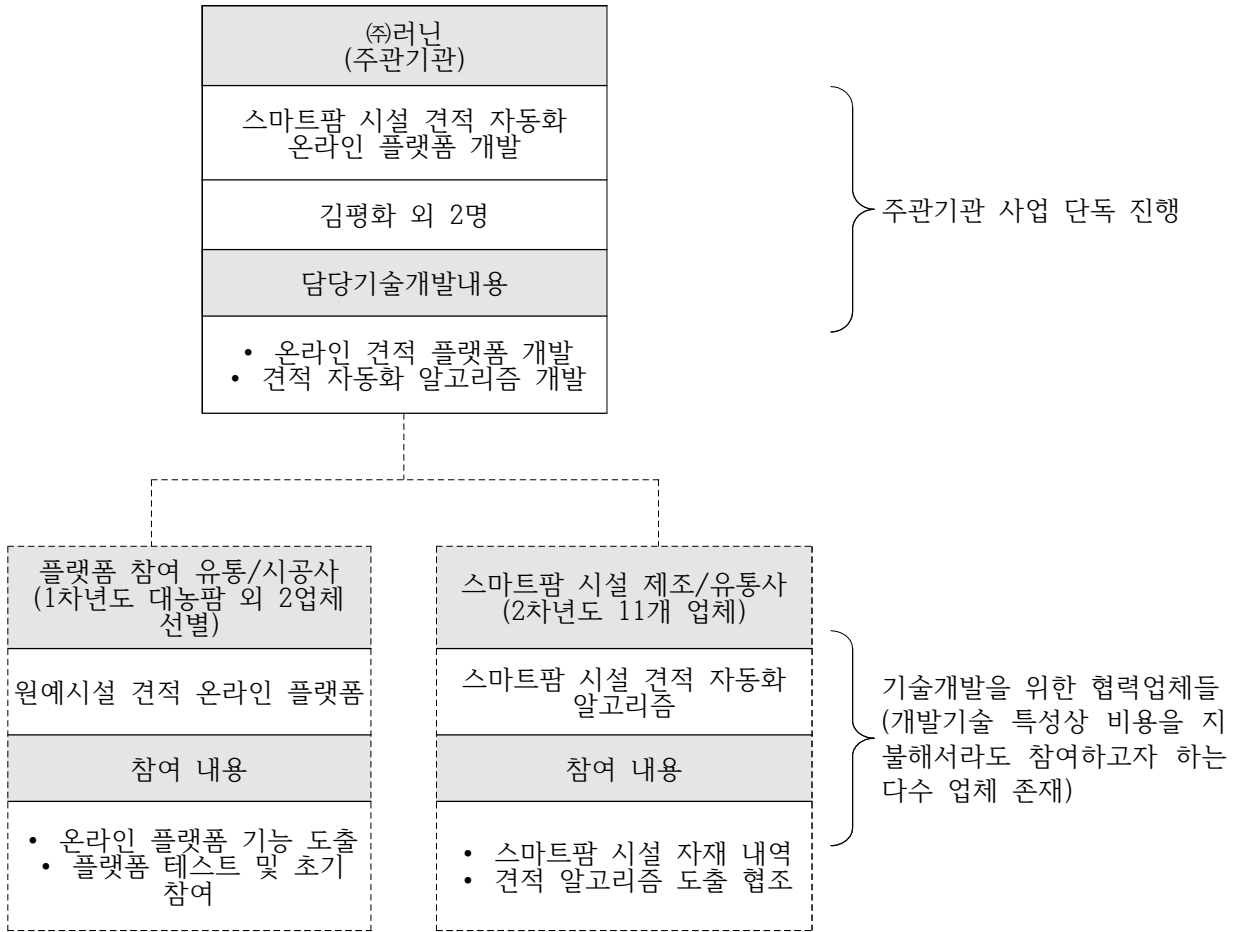 ㈜러닌
(주관기관)
스마트팜 시설 견적 자동화
온라인 플랫폼 개발
김평화 외 2명
담당기술개발내용
• 온라인 견적 플랫폼 개발
• 견적 자동화 알고리즘 개발
주관기관 사업 단독 진행
플랫폼 참여 유통/시공사
(1차년도 대농팜 외 2업체
선별)
원예시설 견적 온라인 플랫폼
참여 내용
• 온라인 플랫폼 기능 도출
• 플랫폼 테스트 및 초기
참여
스마트팜 시설 제조/유통사
(2차년도 11개 업체)
스마트팜 시설 견적 자동화
알고리즘
참여 내용
• 스마트팜 시설 자재 내역
• 견적 알고리즘 도출 협조
기술개발을 위한 협력업체들
(개발기술 특성상 비용을 지
불해서라도 참여하고자 하는
다수 업체 존재)